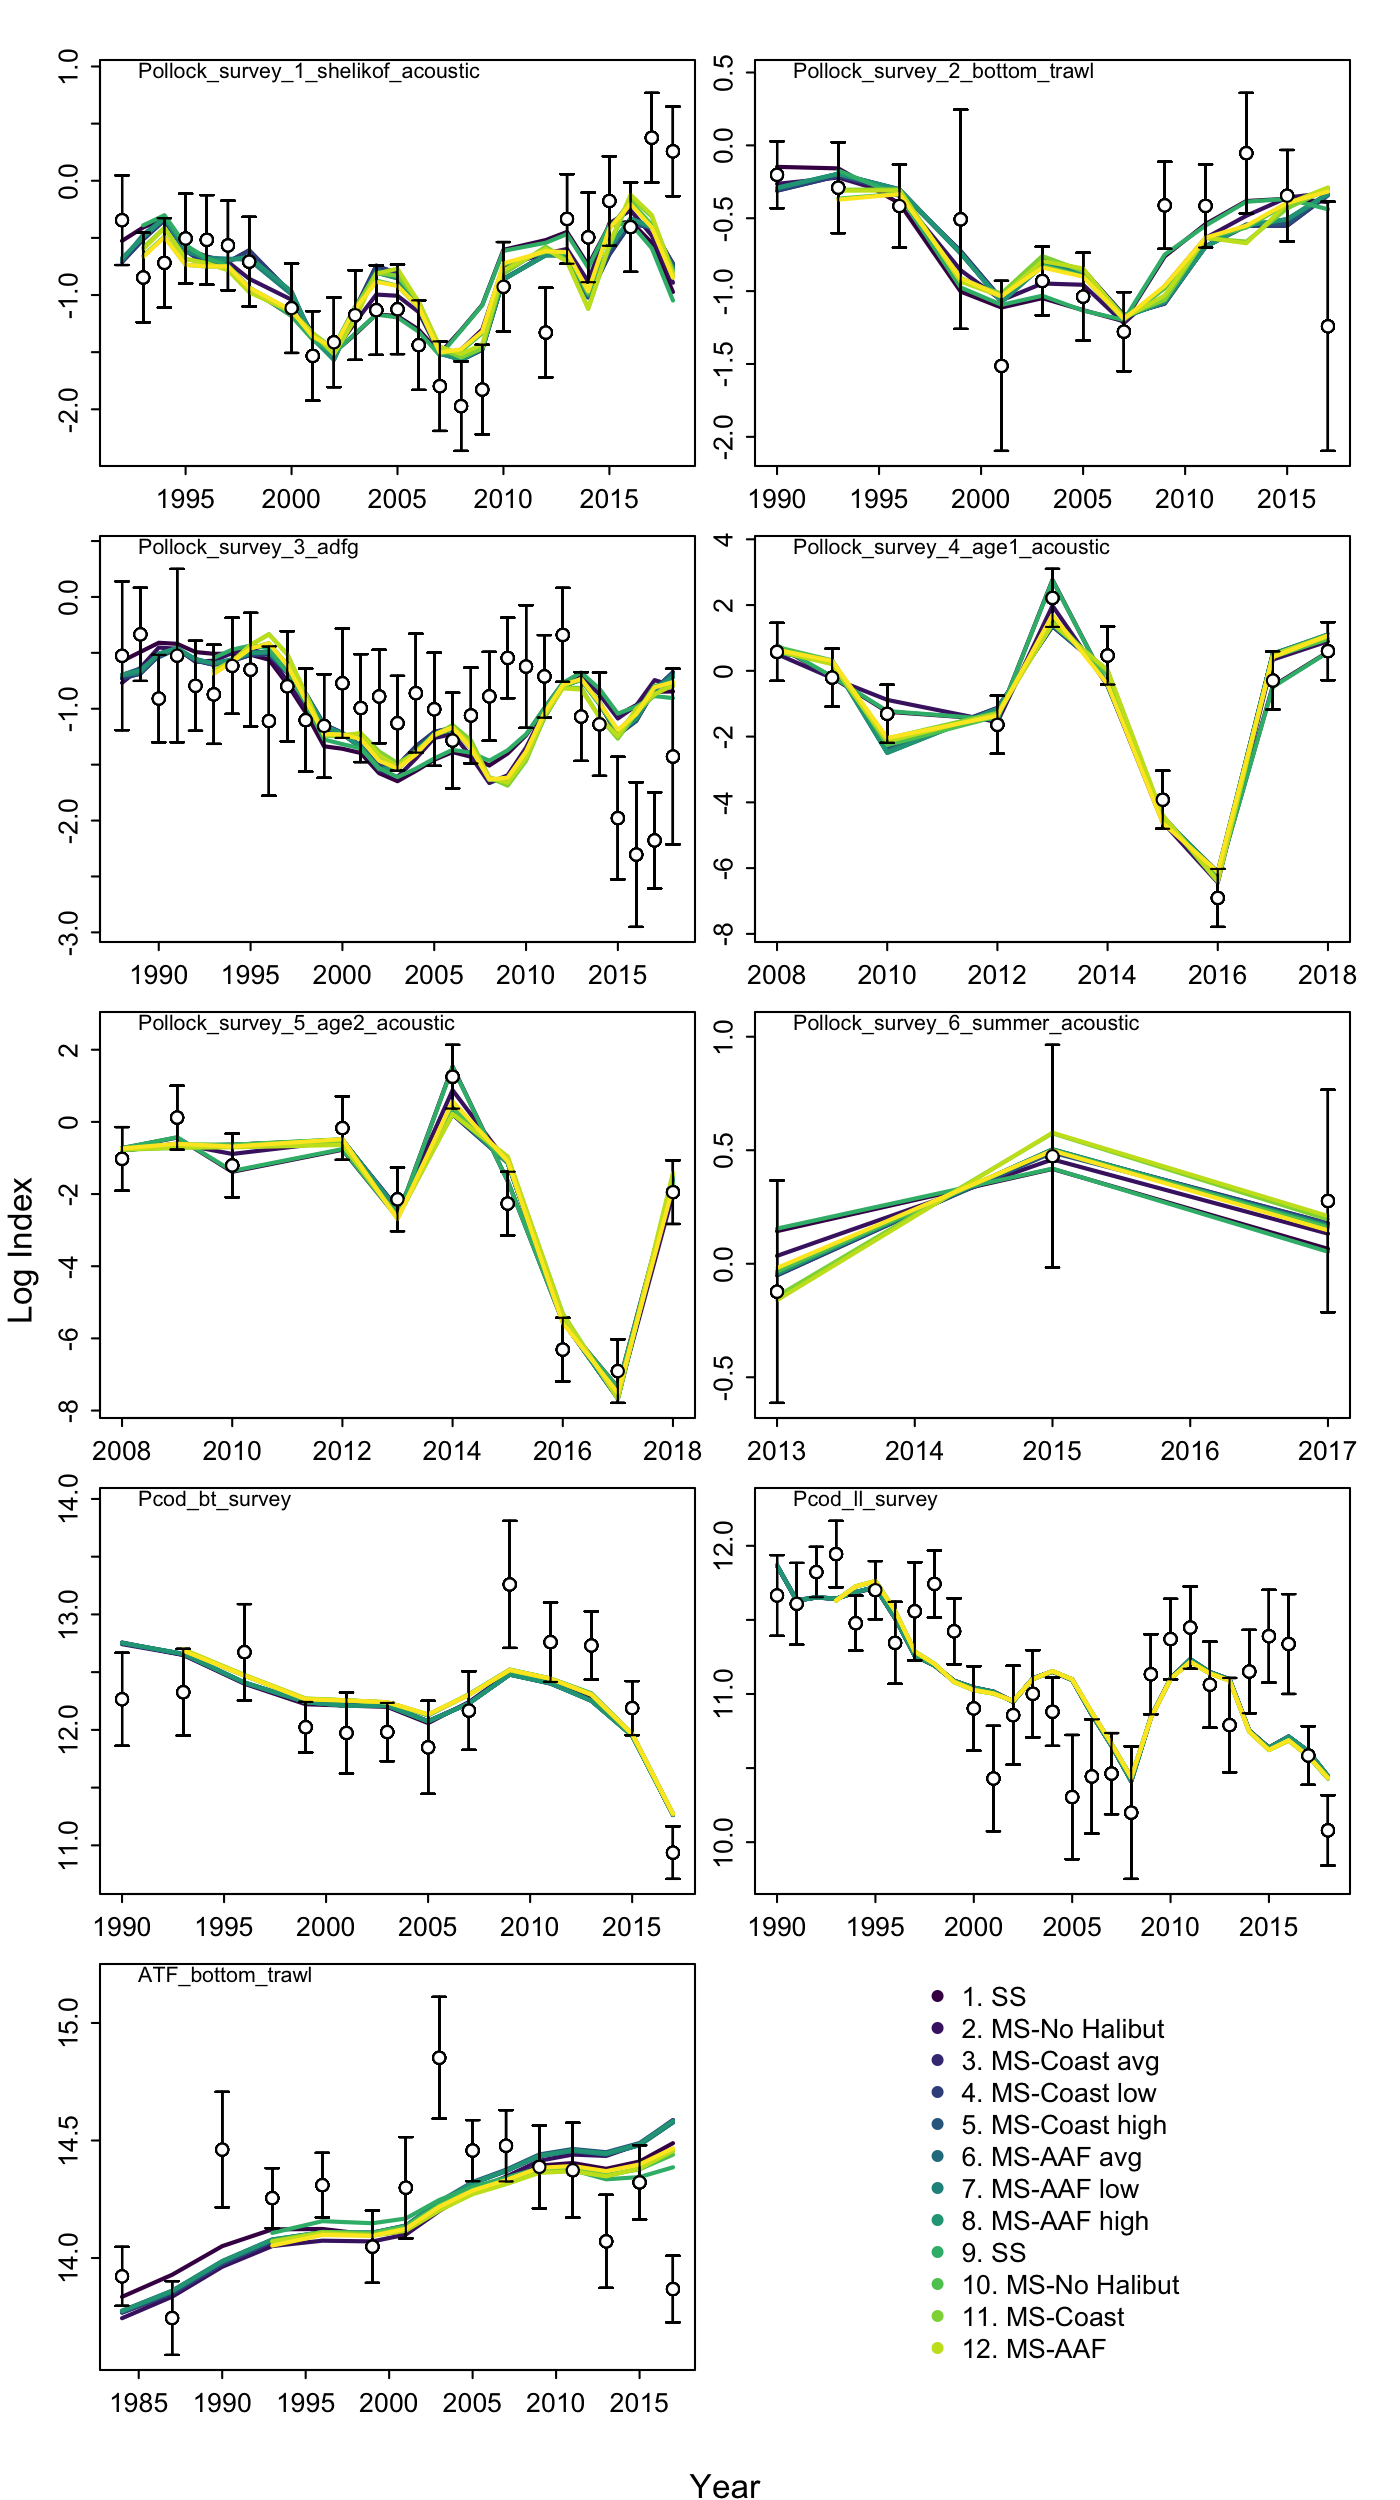 Pollock_survey_1_shelikof_acoustic
1.0
0.0
-1.0
-2.0
1995 2000 2005 2010 2015
Pollock_survey_2_bottom_trawl
0.5
0.0
-0.5
-1.0
-1.5
-2.0
1990 1995 2000 2005 2010 2015
Pollock_survey_3_adfg
0.0
-1.0
-2.0
-3.0
1990 1995 2000 2005 2010 2015
Pollock_survey_4_age1_acoustic
4
2
0
-2
-4
-6
-8
2008 2010 2012 2014 2016 2018
Pollock_survey_5_age2_acoustic
2
0
-2
-4
-6
-8
2008 2010 2012 2014 2016 2018
Pollock_survey_6_summer_acoustic
1.0
0.5
0.0
-0.5
2013 2014 2015 2016 2017
Log Index
Pcod_bt_survey
14.0
13.0
12.0
11.0
1990 1995 2000 2005 2010 2015
Pcod_ll_survey
12.0
11.0
10.0
1990 1995 2000 2005 2010 2015
ATF_bottom_trawl
15.0
14.5
14.0
1985 1990 1995 2000 2005 2010 2015
1. SS
2. MS-No Halibut
3. MS-Coast avg
4. MS-Coast low
5. MS-Coast high
6. MS-AAF avg
7. MS-AAF low
8. MS-AAF high
9. SS
10. MS-No Halibut
11. MS-Coast
12. MS-AAF
Year